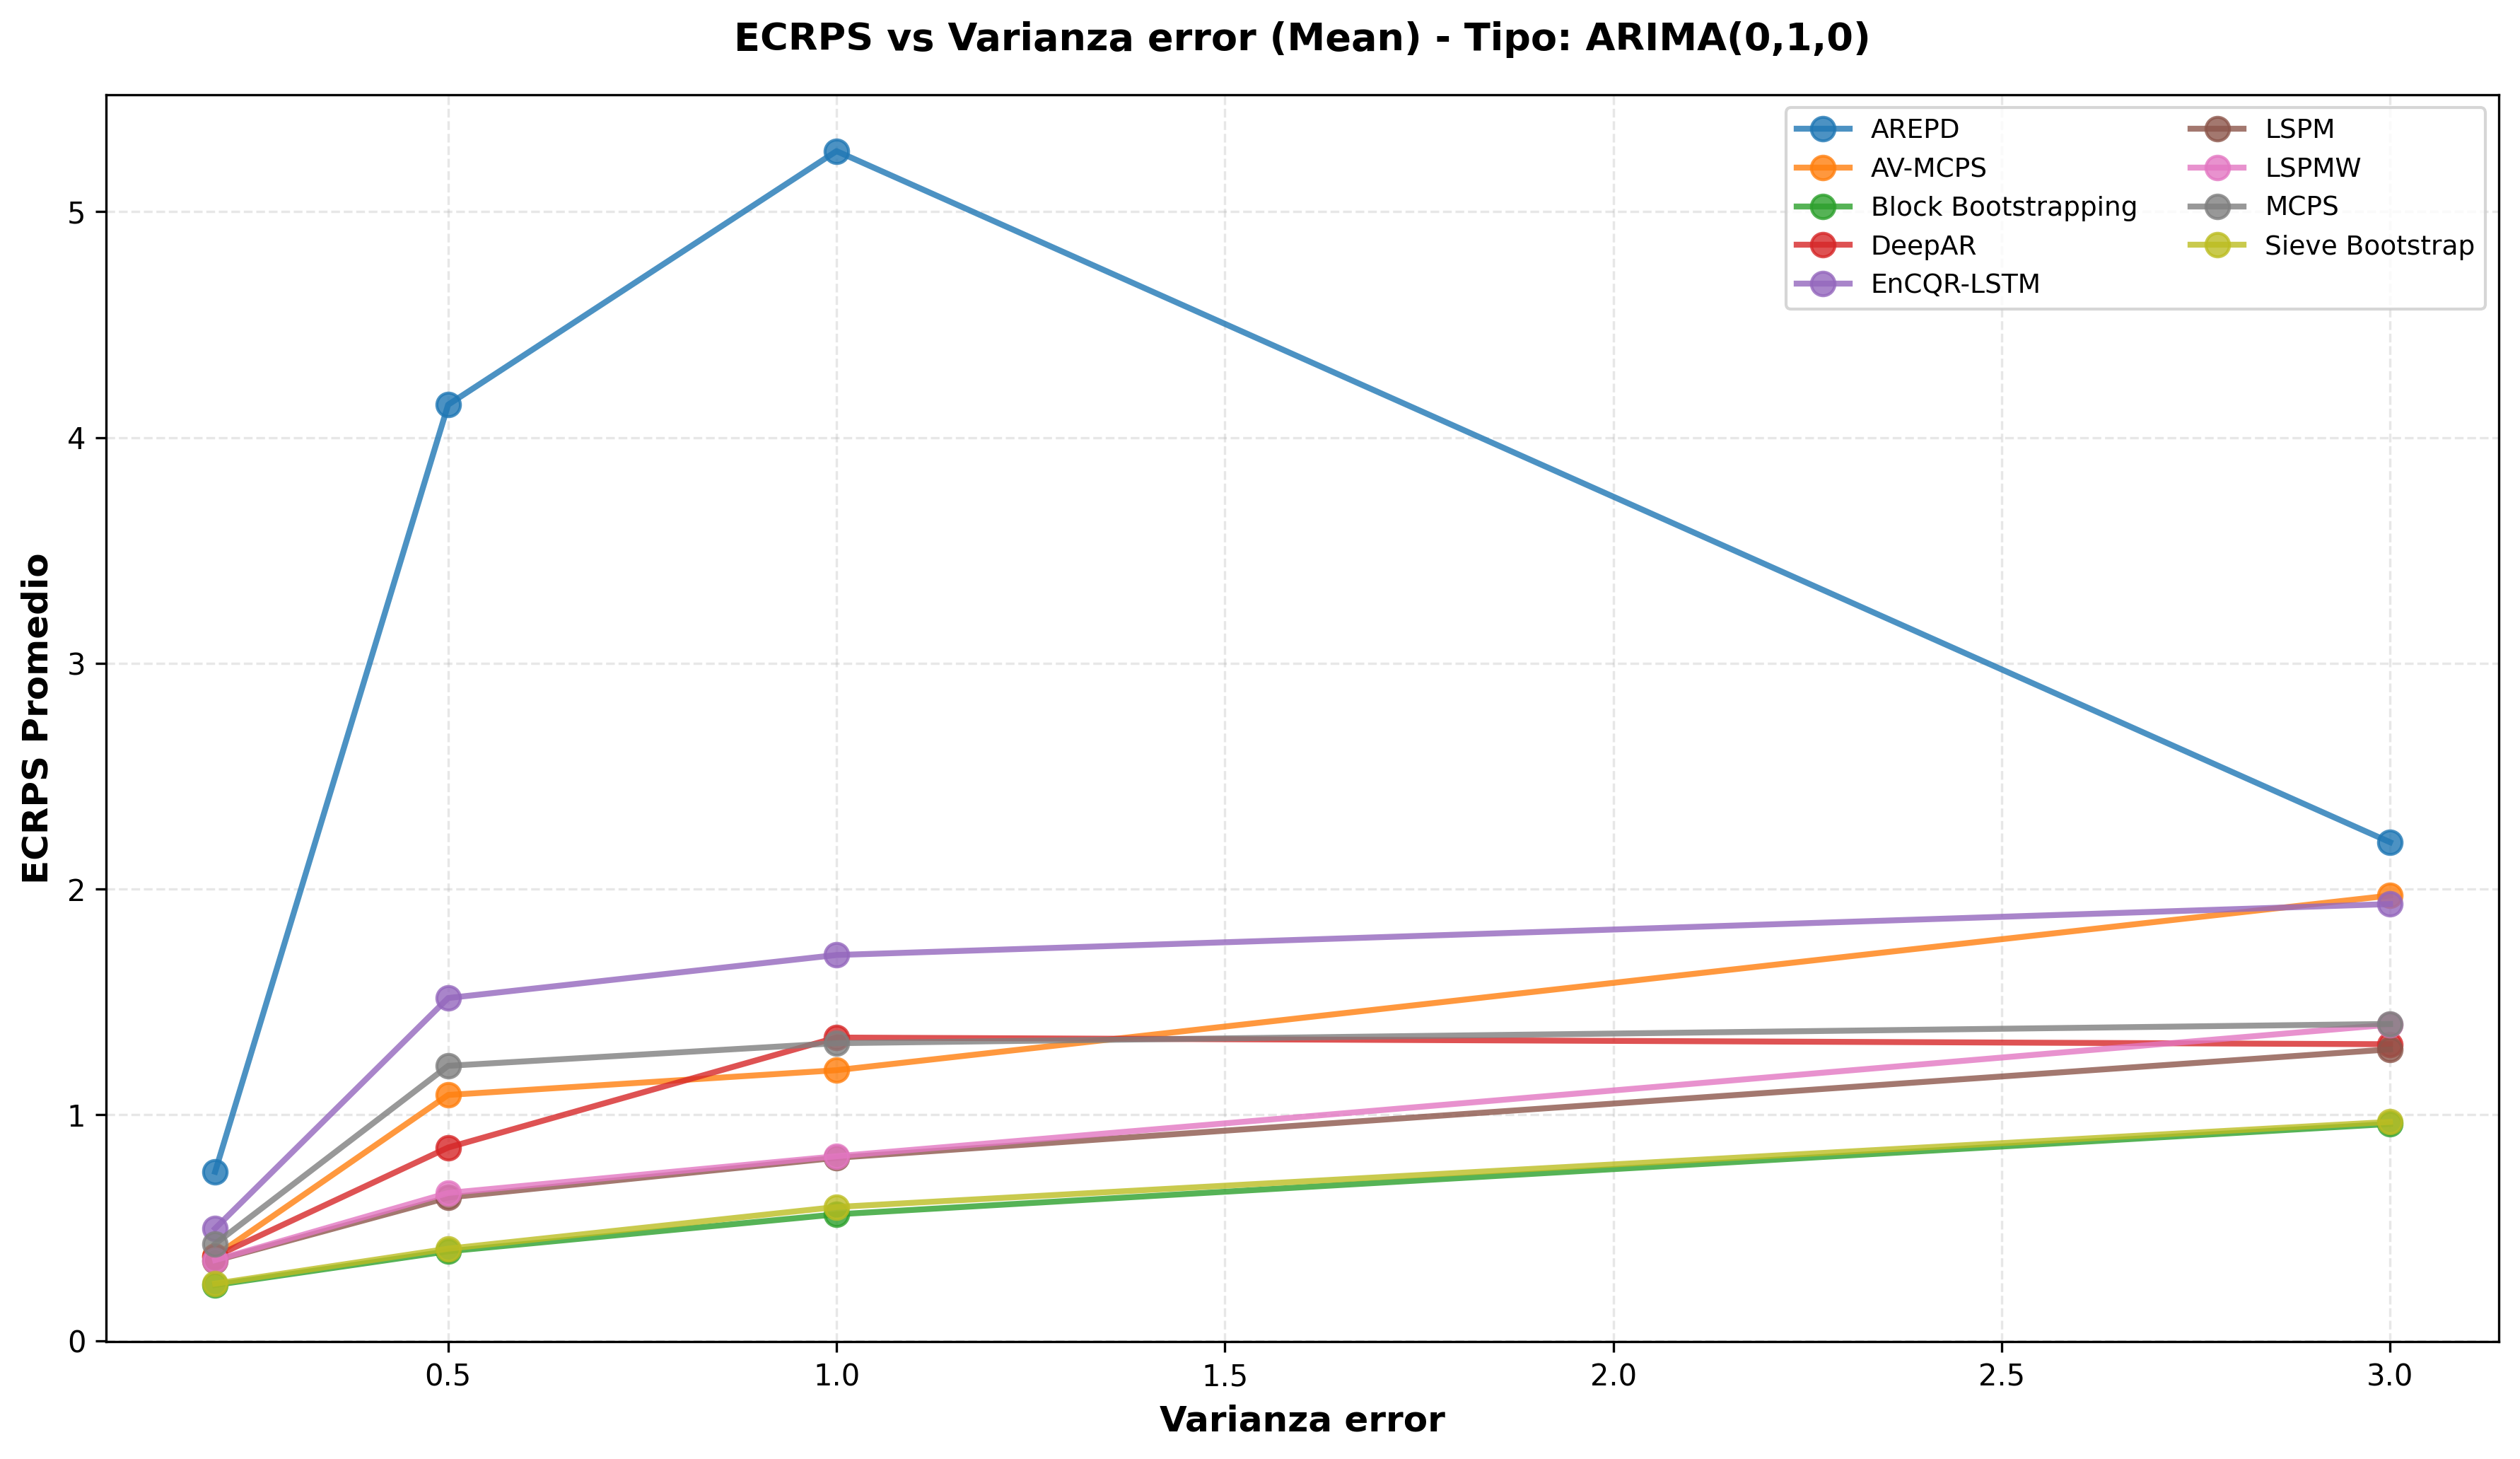 ECRPS vs Varianza error (Mean) - Tipo: ARIMA(0,1,0)
AREPD
AV-MCPS
Block Bootstrapping
DeepAR
EnCQR-LSTM
LSPM
LSPMW
MCPS
Sieve Bootstrap
ECRPS Promedio
5
4
3
2
1
0
0.5 1.0 1.5 2.0 2.5 3.0
Varianza error